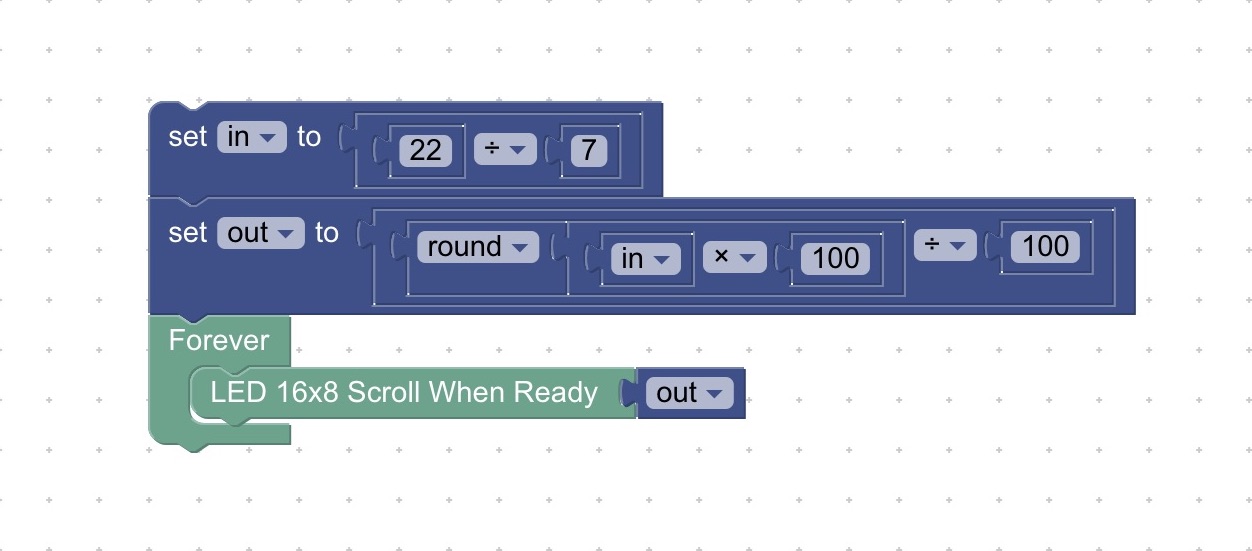 set in to 22 ÷ 7
set out to round in × 100 ÷ 100
Forever
LED 16x8 Scroll When Ready out